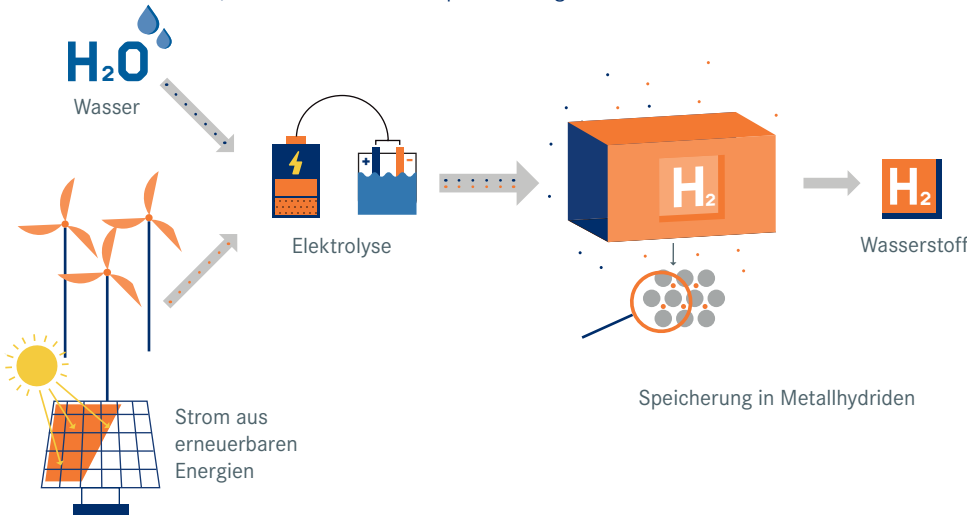 H₂O
Wasser
+ -
Elektrolyse
H₂
H₂
Wasserstoff
Speicherung in Metallhydriden
Strom aus
erneuerbaren
Energien